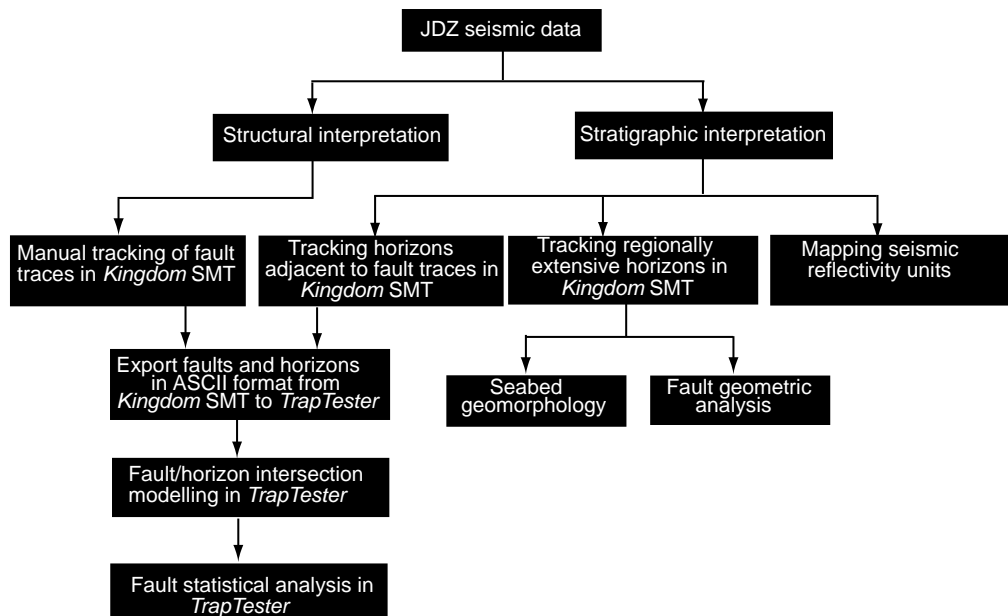 JDZ seismic data
Structural interpretation
Stratigraphic interpretation
Manual tracking of fault
traces in Kingdom SMT
Tracking horizons
adjacent to fault traces in
Kingdom SMT
Tracking regionally
extensive horizons in
Kingdom SMT
Mapping seismic
reflectivity units
Export faults and horizons
in ASCII format from
Kingdom SMT to TrapTester
Seabed
geomorphology
Fault geometric
analysis
Fault/horizon intersection
modelling in TrapTester
Fault statistical analysis in
TrapTester